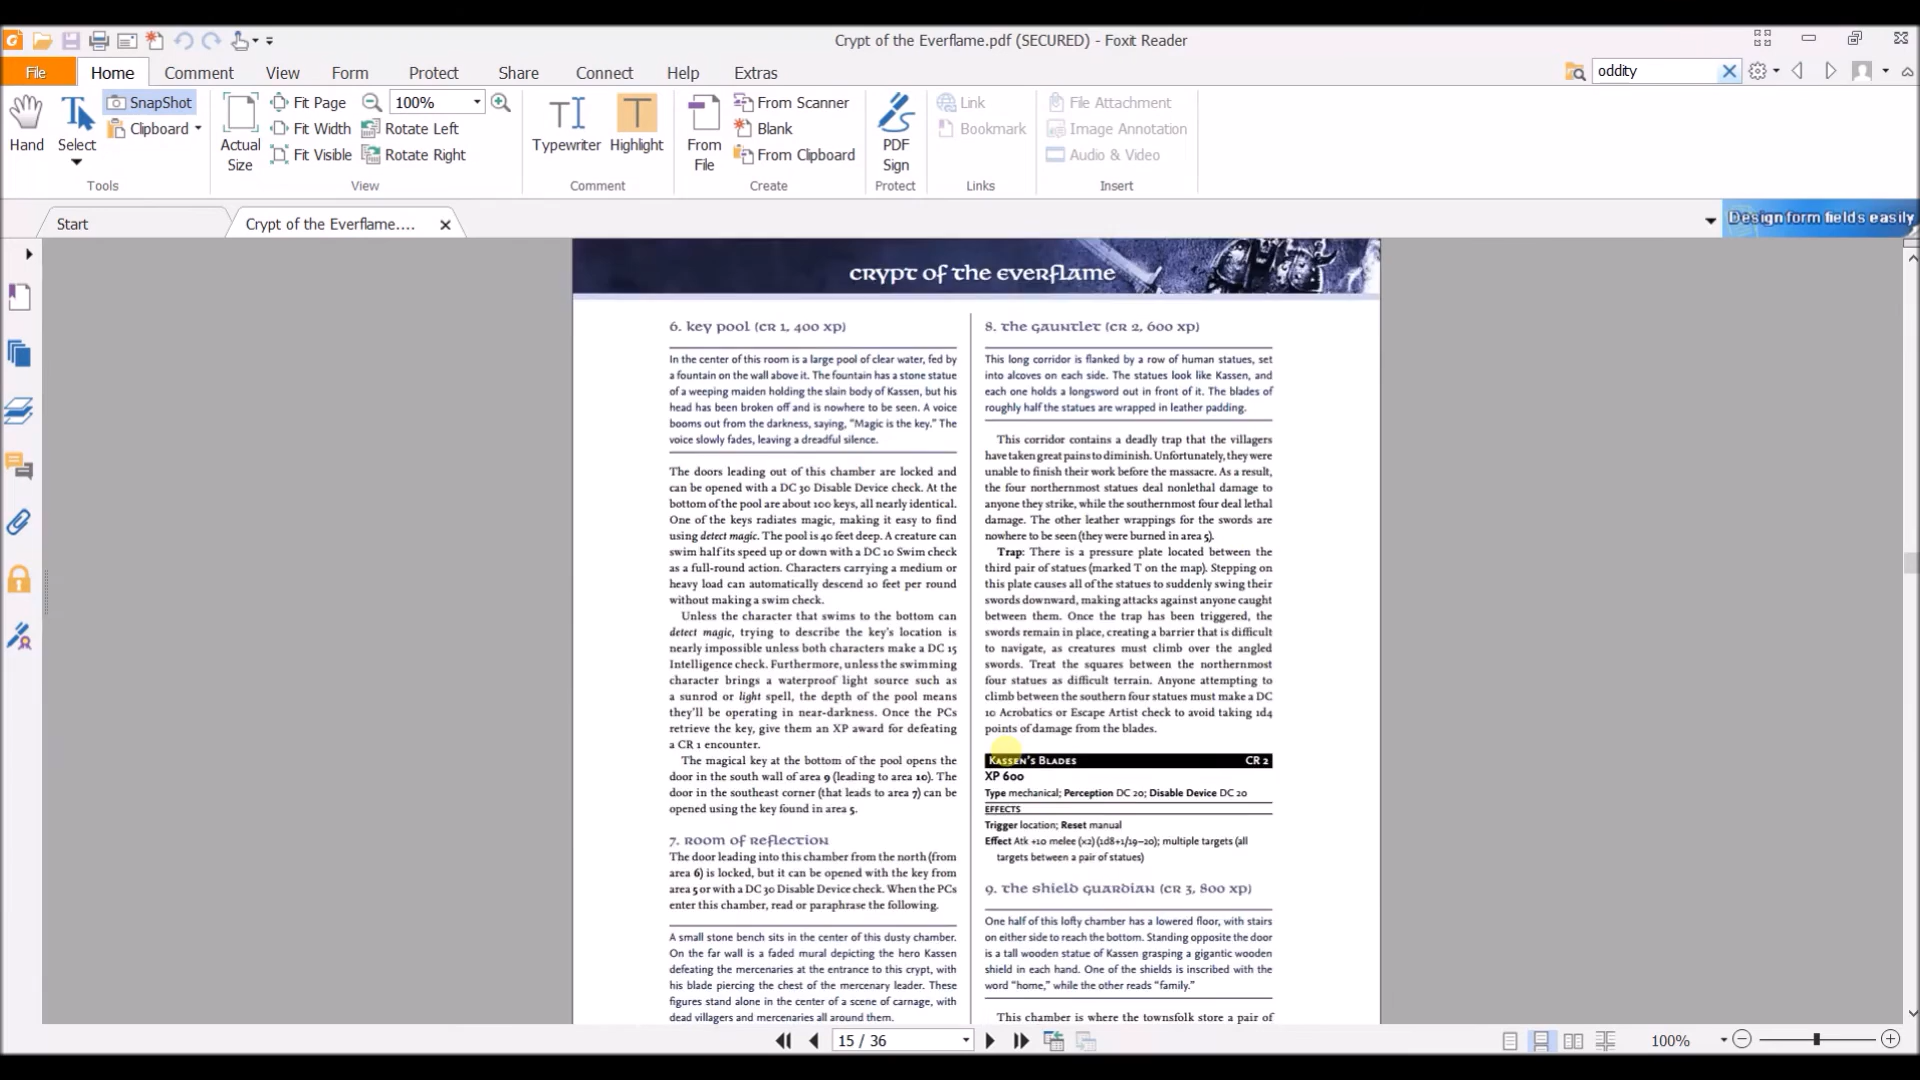 Crypt of the Everflame.pdf (SECURED) - Foxit Reader
File
Home
Comment
View
Form
Protect
Share
Connect
Help
Extras
oddity
Hand
Select
SnapShot
Clipboard
Tools
Actual
Size
Fit Page
Fit Width
Fit Visible
100%
Rotate Left
Rotate Right
View
Typewriter
Highlight
Comment
From
File
From Scanner
Blank
From Clipboard
Create
PDF
Sign
Protect
Link
Bookmark
Links
File Attachment
Image Annotation
Audio & Video
Insert
Start
Crypt of the Everflame....
Design form fields easily
crypt of the everflame
6. key pool (CR 1, 400 xp)
In the center of this room is a large pool of clear water, fed by
a fountain on the wall above it. The fountain has a stone statue
of a weeping maiden holding the slain body of Kassen, but his
head has been broken off and is nowhere to be seen. A voice
booms out from the darkness, saying, "Magic is the key." The
voice slowly fades, leaving a dreadful silence.
The doors leading out of this chamber are locked and
can be opened with a DC 30 Disable Device check. At the
bottom of the pool are about 100 keys, all nearly identical.
One of the keys radiates magic, making it easy to find
using detect magic. The pool is 40 feet deep. A creature can
swim half its speed up or down with a DC 10 Swim check
as a full-round action. Characters carrying a medium or
heavy load can automatically descend 10 feet per round
without making a swim check.
Unless the character that swims to the bottom can
detect magic, trying to describe the key's location is
nearly impossible unless both characters make a DC 15
Intelligence check. Furthermore, unless the swimming
character brings a waterproof light source such as
a sunrod or light spell, the depth of the pool means
they'll be operating in near-darkness. Once the PCs
retrieve the key, give them an XP award for defeating
a CR 1 encounter.
The magical key at the bottom of the pool opens the
door in the south wall of area 9 (leading to area 10). The
door in the southeast corner (that leads to area 7) can be
opened using the key found in area 5.
7. room of reflection
The door leading into this chamber from the north (from
area 6) is locked, but it can be opened with the key from
area 5 or with a DC 30 Disable Device check. When the PCs
enter this chamber, read or paraphrase the following.
A small stone bench sits in the center of this dusty chamber.
On the far wall is a faded mural depicting the hero Kassen
defeating the mercenaries at the entrance to this crypt, with
his blade piercing the chest of the mercenary leader. These
figures stand alone in the center of a scene of carnage, with
dead villagers and mercenaries all around them.
8. the gauntlet (CR 2, 600 xp)
This long corridor is flanked by a row of human statues, set
into alcoves on each side. The statues look like Kassen, and
each one holds a longsword out in front of it. The blades of
roughly half the statues are wrapped in leather padding.
This corridor contains a deadly trap that the villagers
have taken great pains to diminish. Unfortunately, they were
unable to finish their work before the massacre. As a result,
the four northernmost statues deal nonlethal damage to
anyone they strike, while the southernmost four deal lethal
damage. The other leather wrappings for the swords are
nowhere to be seen (they were burned in area 5).
Trap: There is a pressure plate located between the
third pair of statues (marked T on the map). Stepping on
this plate causes all of the statues to suddenly swing their
swords downward, making attacks against anyone caught
between them. Once the trap has been triggered, the
swords remain in place, creating a barrier that is difficult
to navigate, as creatures must climb over the angled
swords. Treat the squares between the northernmost
four statues as difficult terrain. Anyone attempting to
climb between the southern four statues must make a DC
10 Acrobatics or Escape Artist check to avoid taking 1d4
points of damage from the blades.
Kassen's Blades CR 2
XP 600
Type mechanical; Perception DC 20; Disable Device DC 20
EFFECTS
Trigger location; Reset manual
Effect Atk +10 melee (x2) (1d8+1/19–20); multiple targets (all
targets between a pair of statues)
9. the shield guardian (CR 3, 800 xp)
One half of this lofty chamber has a lowered floor, with stairs
on either side to reach the bottom. Standing opposite the door
is a tall wooden statue of Kassen grasping a gigantic wooden
shield in each hand. One of the shields is inscribed with the
word "home," while the other reads "family."
This chamber is where the townsfolk store a pair of
15 / 36
100%